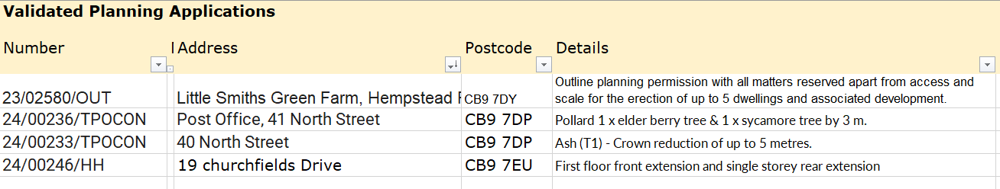 Validated Planning Applications
Number Address Postcode Details
23/02580/OUT Little Smiths Green Farm, Hempstead CB9 7DY Outline planning permission with all matters reserved apart from access and
scale for the erection of up to 5 dwellings and associated development.
24/00236/TPOCON Post Office, 41 North Street CB9 7DP Pollard 1 x elder berry tree & 1 x sycamore tree by 3 m.
24/00233/TPOCON 40 North Street CB9 7DP Ash (T1) - Crown reduction of up to 5 metres.
24/00246/HH 19 churchfields Drive CB9 7EU First floor front extension and single storey rear extension